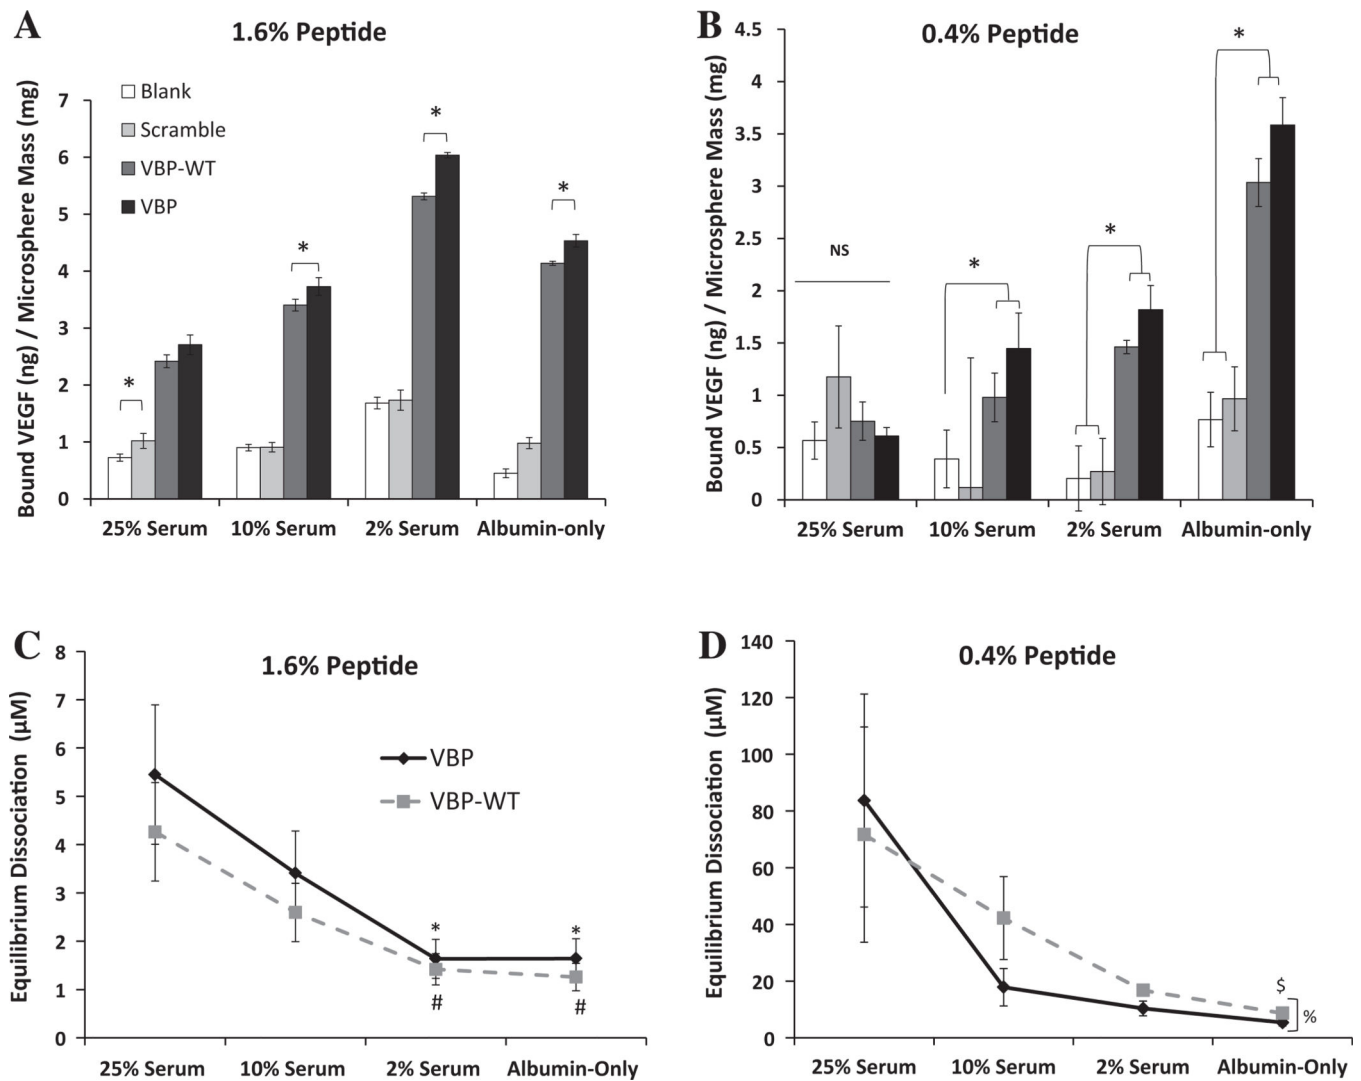 A
1.6% Peptide
Bound VEGF (ng) / Microsphere Mass (mg)
7
6
5
4
3
2
1
0
Blank
Scramble
VBP-WT
VBP
*
*
*
*
25% Serum
10% Serum
2% Serum
Albumin-only
B
0.4% Peptide
Bound VEGF (ng) / Microsphere Mass (mg)
4.5
4
3.5
3
2.5
2
1.5
1
0.5
0
NS
*
*
*
25% Serum
10% Serum
2% Serum
Albumin-only
C
1.6% Peptide
Equilibrium Dissociation (µM)
8
7
6
5
4
3
2
1
0
VBP
VBP-WT
*
*
#
#
25% Serum
10% Serum
2% Serum
Albumin-Only
D
0.4% Peptide
Equilibrium Dissociation (µM)
140
120
100
80
60
40
20
0
$
%
25% Serum
10% Serum
2% Serum
Albumin-Only